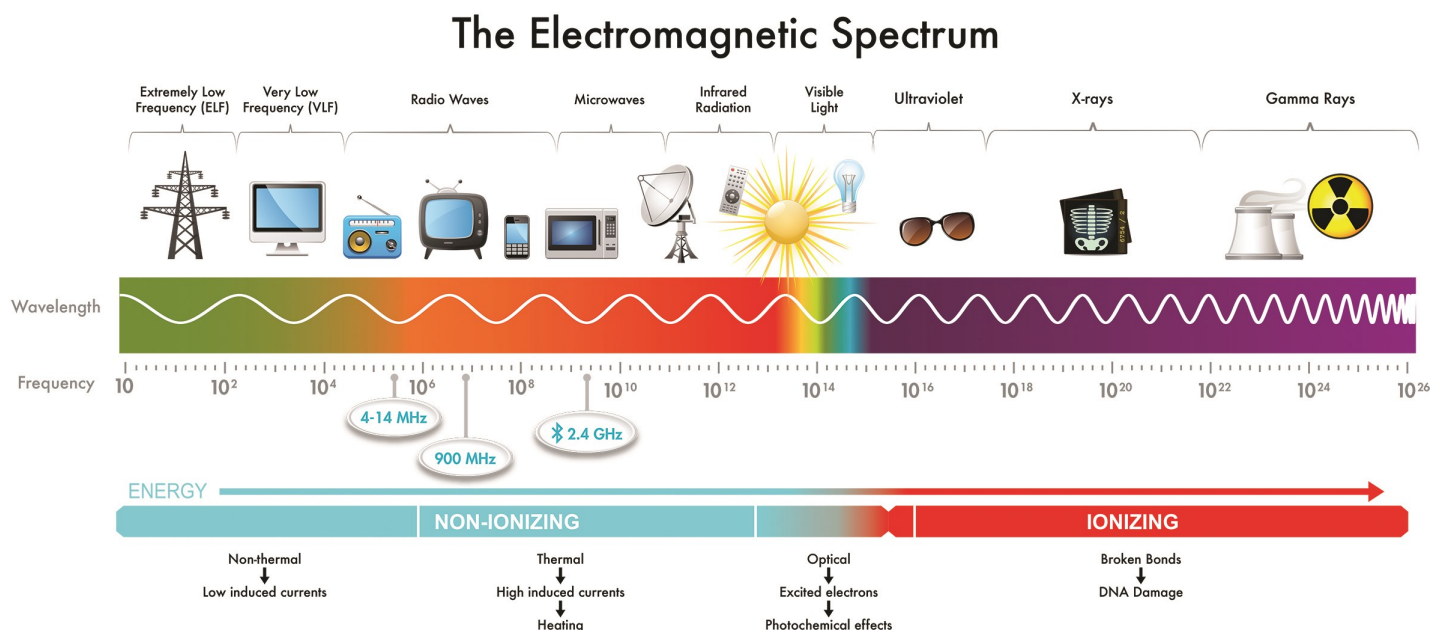 The Electromagnetic Spectrum
Extremely Low
Frequency (ELF)
Very Low
Frequency (VLF)
Radio Waves
Microwaves
Infrared
Radiation
Visible
Light
Ultraviolet
X-rays
Gamma Rays
6754 / 2
Wavelength
Frequency
10
10²
10⁴
10⁶
10⁸
10¹⁰
10¹²
10¹⁴
10¹⁶
10¹⁸
10²⁰
10²²
10²⁴
10²⁶
4-14 MHz
900 MHz
2.4 GHz
ENERGY
NON-IONIZING
IONIZING
Non-thermal
Low induced currents
Thermal
High induced currents
Heating
Optical
Excited electrons
Photochemical effects
Broken Bonds
DNA Damage